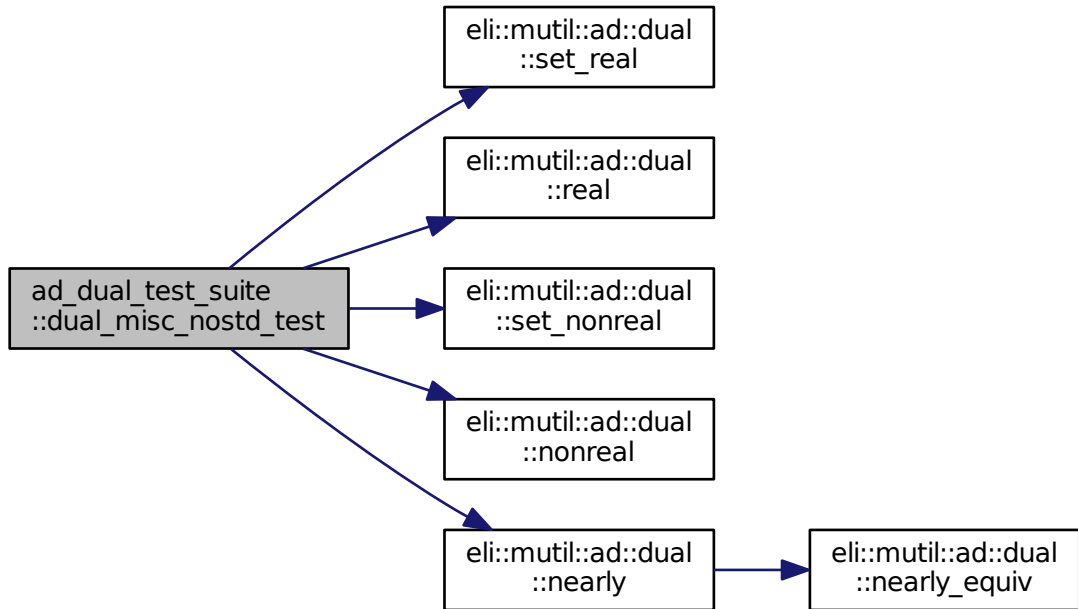 eli::mutil::ad::dual
::set_real
eli::mutil::ad::dual
::real
ad_dual_test_suite
::dual_misc_nostd_test
eli::mutil::ad::dual
::set_nonreal
eli::mutil::ad::dual
::nonreal
eli::mutil::ad::dual
::nearly
eli::mutil::ad::dual
::nearly_equiv